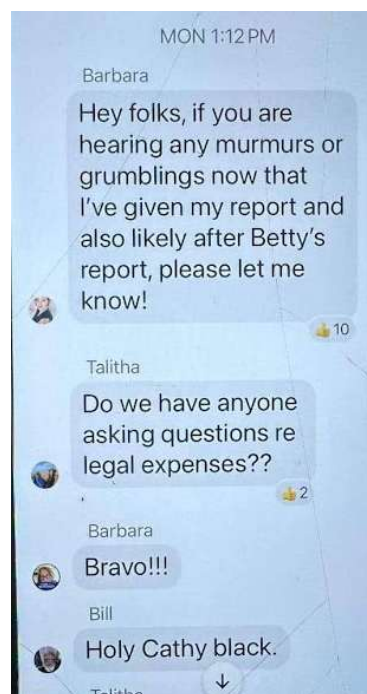 MON 1:12 PM
Barbara
Hey folks, if you are
hearing any murmurs or
grumblings now that
I've given my report and
also likely after Betty's
report, please let me
know!
👍 10
Talitha
Do we have anyone
asking questions re
legal expenses??
👍 2
Barbara
Bravo!!!
Bill
Holy Cathy black.
Talitha